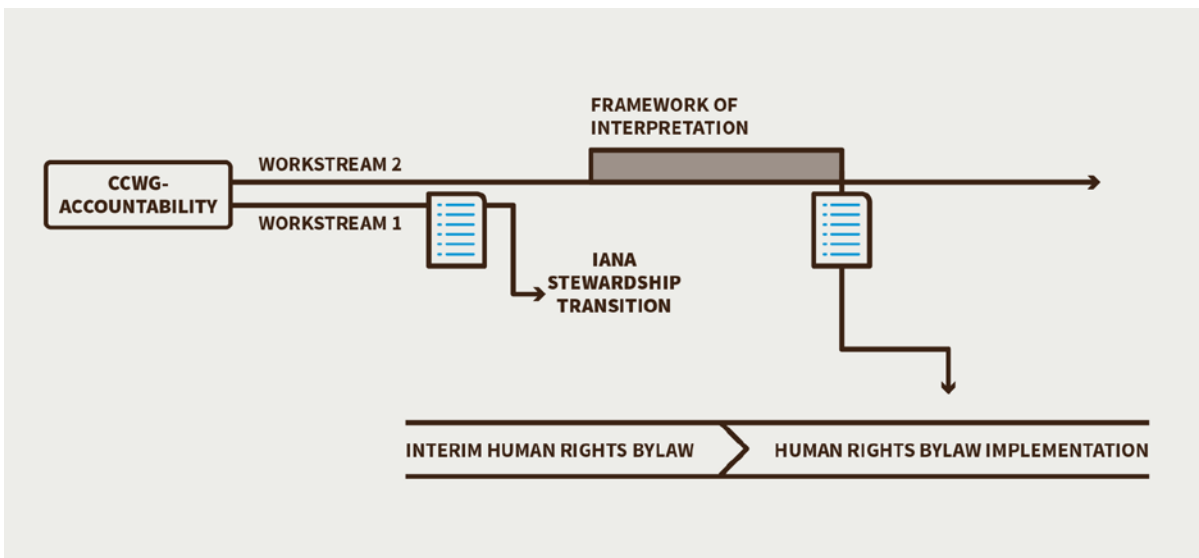 FRAMEWORK OF
INTERPRETATION
WORKSTREAM 2
CCWG-
ACCOUNTABILITY
WORKSTREAM 1
IANA
STEWARDSHIP
TRANSITION
INTERIM HUMAN RIGHTS BYLAW
HUMAN RIGHTS BYLAW IMPLEMENTATION